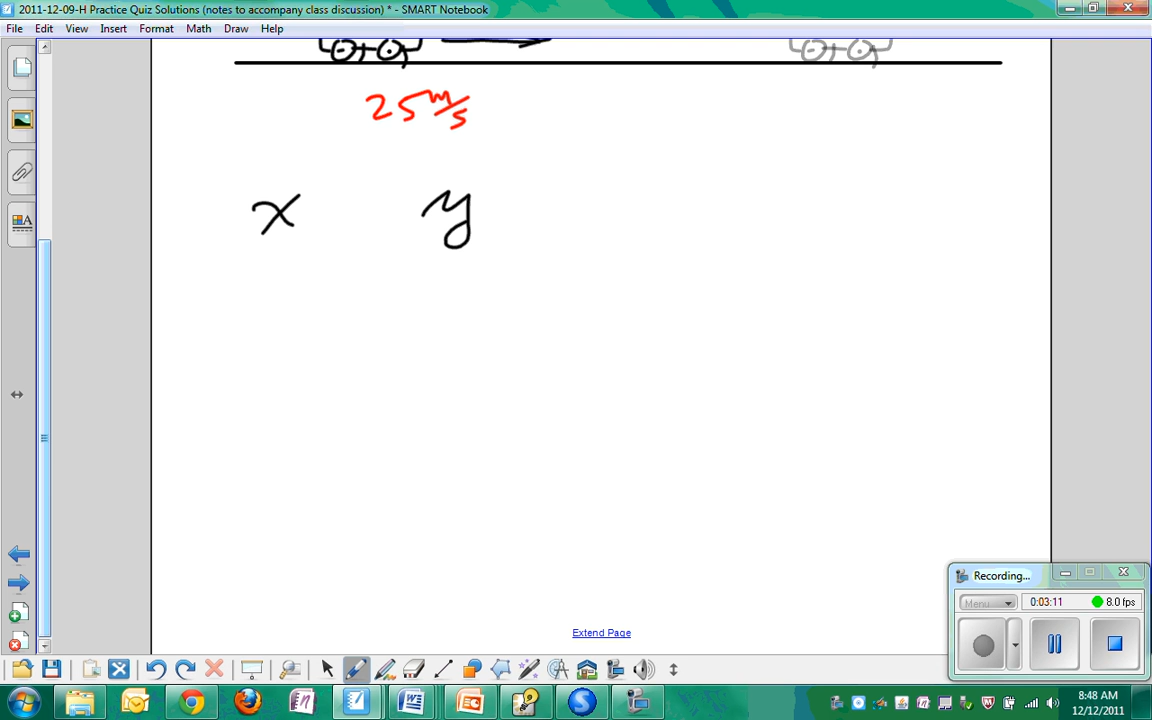 2011-12-09-H Practice Quiz Solutions (notes to accompany class discussion) * - SMART Notebook
File Edit View Insert Format Math Draw Help
25 m/s
x y
Extend Page
Recording...
Menu 0:03:11 8.0 fps
8:48 AM
12/12/2011